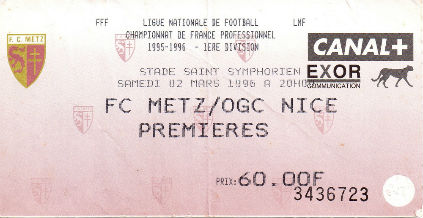 FFF LIGUE NATIONALE DE FOOTBALL LNF
CHAMPIONNAT DE FRANCE PROFESSIONNEL
1995-1996 - 1ERE DIVISION
F.C. METZ
CANAL+
EXOR
COMMUNICATION
STADE SAINT SYMPHORIEN
SAMEDI 02 MARS 1996 A 20H00
FC METZ/OGC NICE
PREMIERES
PRIX: 60.00F
3436723